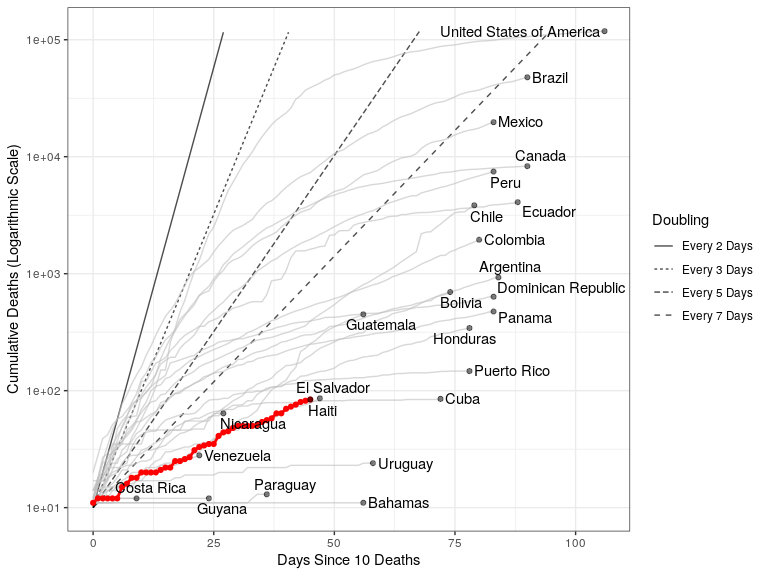 United States of America
Brazil
Mexico
Canada
Peru
Chile
Ecuador
Colombia
Argentina
Dominican Republic
Bolivia
Panama
Guatemala
Honduras
Puerto Rico
El Salvador
Cuba
Haiti
Nicaragua
Venezuela
Uruguay
Costa Rica
Paraguay
Guyana
Bahamas
1e+05
1e+04
1e+03
1e+02
1e+01
Cumulative Deaths (Logarithmic Scale)
0
25
50
75
100
Days Since 10 Deaths
Doubling
Every 2 Days
Every 3 Days
Every 5 Days
Every 7 Days